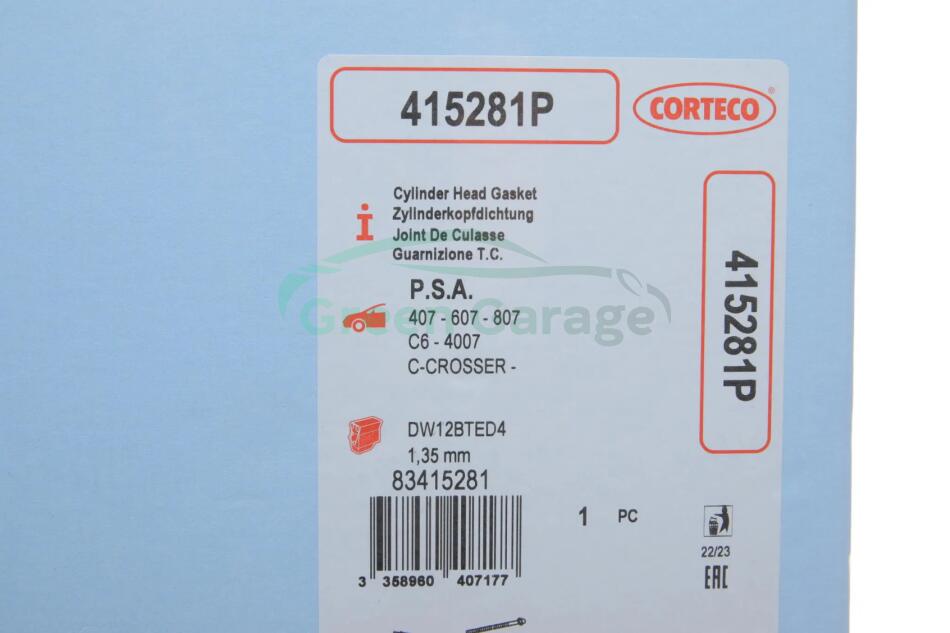 415281P
CORTECO®
Cylinder Head Gasket
Zylinderkopfdichtung
Joint De Culasse
Guarnizione T.C.
P.S.A.
407 - 607 - 807
C6 - 4007
C-CROSSER -
Green Garage
415281P
DW12BTED4
1,35 mm
83415281
3 358960 407177
1 PC
22/23
EAC